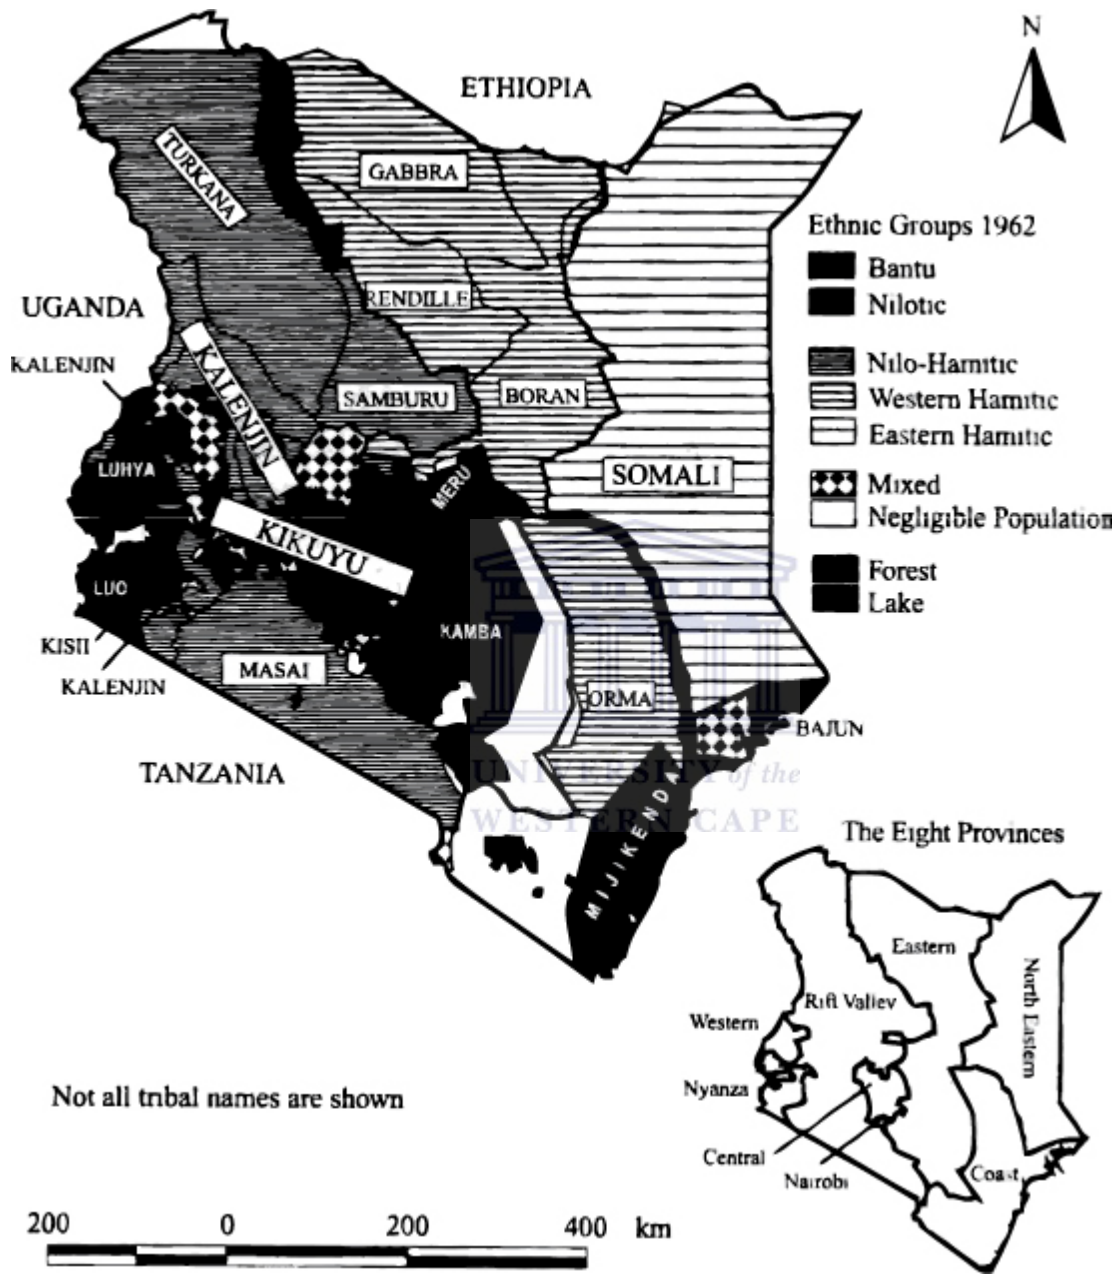 N
ETHIOPIA
TURKANA
GABBRA
Ethnic Groups 1962
Bantu
Nilotic
RENDILLE
UGANDA
KALENJIN
KALENJIN
Nilo-Hamitic
SAMBURU
BORAN
Western Hamitic
Eastern Hamitic
LUHYA
MERU
SOMALI
Mixed
Negligible Population
KIKUYU
LUO
Forest
Lake
KAMBA
KISII
KALENJIN
MASAI
ORMA
BAJUN
TANZANIA
UNIVERSITY of the
WESTERN CAPE
MIJIKENDA
The Eight Provinces
Eastern
North Eastern
Rift Valley
Western
Nyanza
Central
Nairobi
Coast
Not all tribal names are shown
200 0 200 400 km